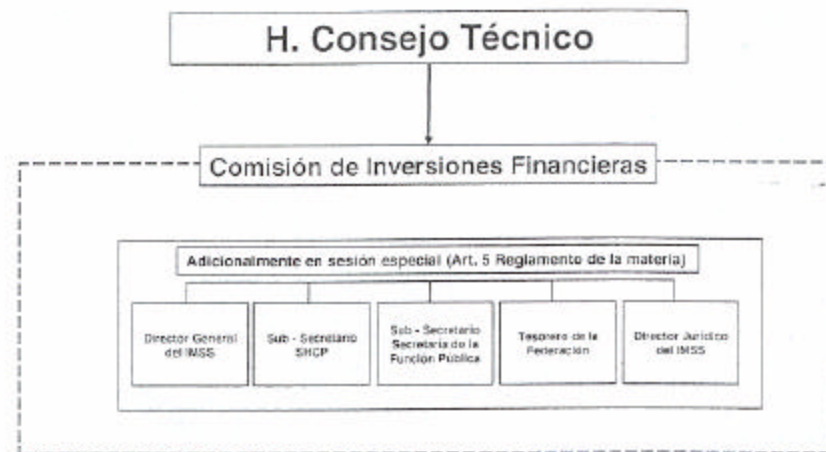 H. Consejo Técnico
Comisión de Inversiones Financieras
Adicionalmente en sesión especial (Art. 5 Reglamento de la materia)
Director General
del IMSS
Sub - Secretario
SHCP
Sub - Secretario
Secretaría de la
Función Pública
Tesorero de la
Federación
Director Jurídico
del IMSS